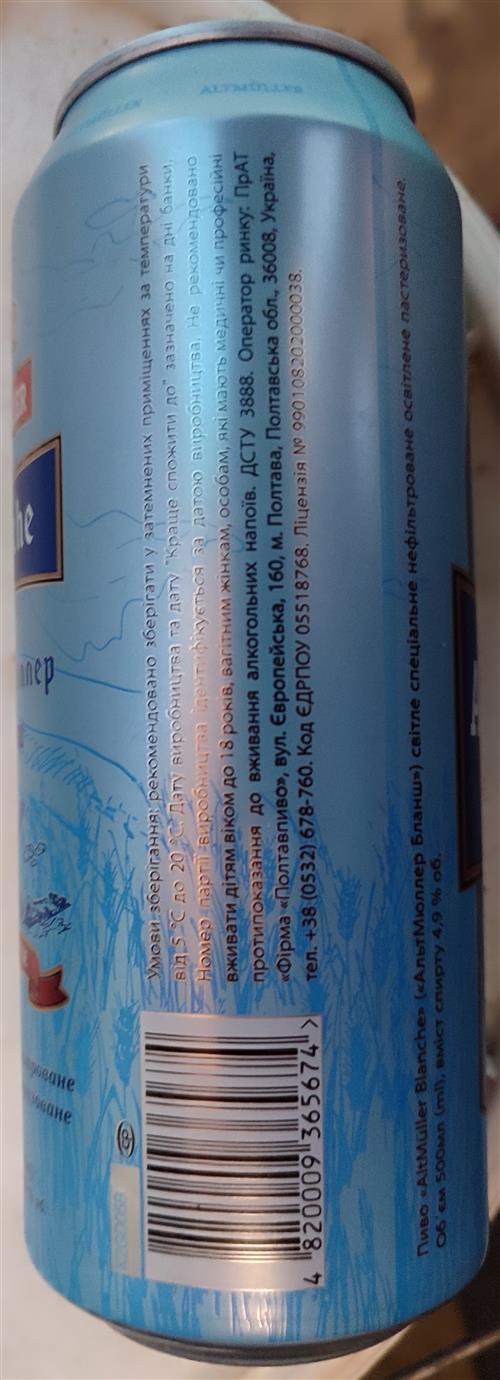 ALTMÜLLER
Умови зберігання: рекомендовано зберігати у затемнених приміщеннях за температури
від 5 °C до 20 °C. Дату виробництва та дату "Краще спожити до" зазначено на дні банки.
Номер партії виробництва ідентифікується за датою виробництва. Не рекомендовано
вживати дітям віком до 18 років, вагітним жінкам, особам, які мають медичні чи професійні
протипоказання до вживання алкогольних напоїв. ДСТУ 3888. Оператор ринку: ПрАТ
«Фірма «Полтавпиво», вул. Європейська, 160, м. Полтава, Полтавська обл., 36008, Україна,
тел. +38 (0532) 678-760. Код ЄДРПОУ 05518768. Ліцензія № 990108202000038.
4 820009 365674 >
Пиво «AltMüller Blanche» («АльтМюллер Бланш») світле спеціальне нефільтроване освітлене пастеризоване.
Об'єм 500мл (ml), вміст спирту 4,9 % об.